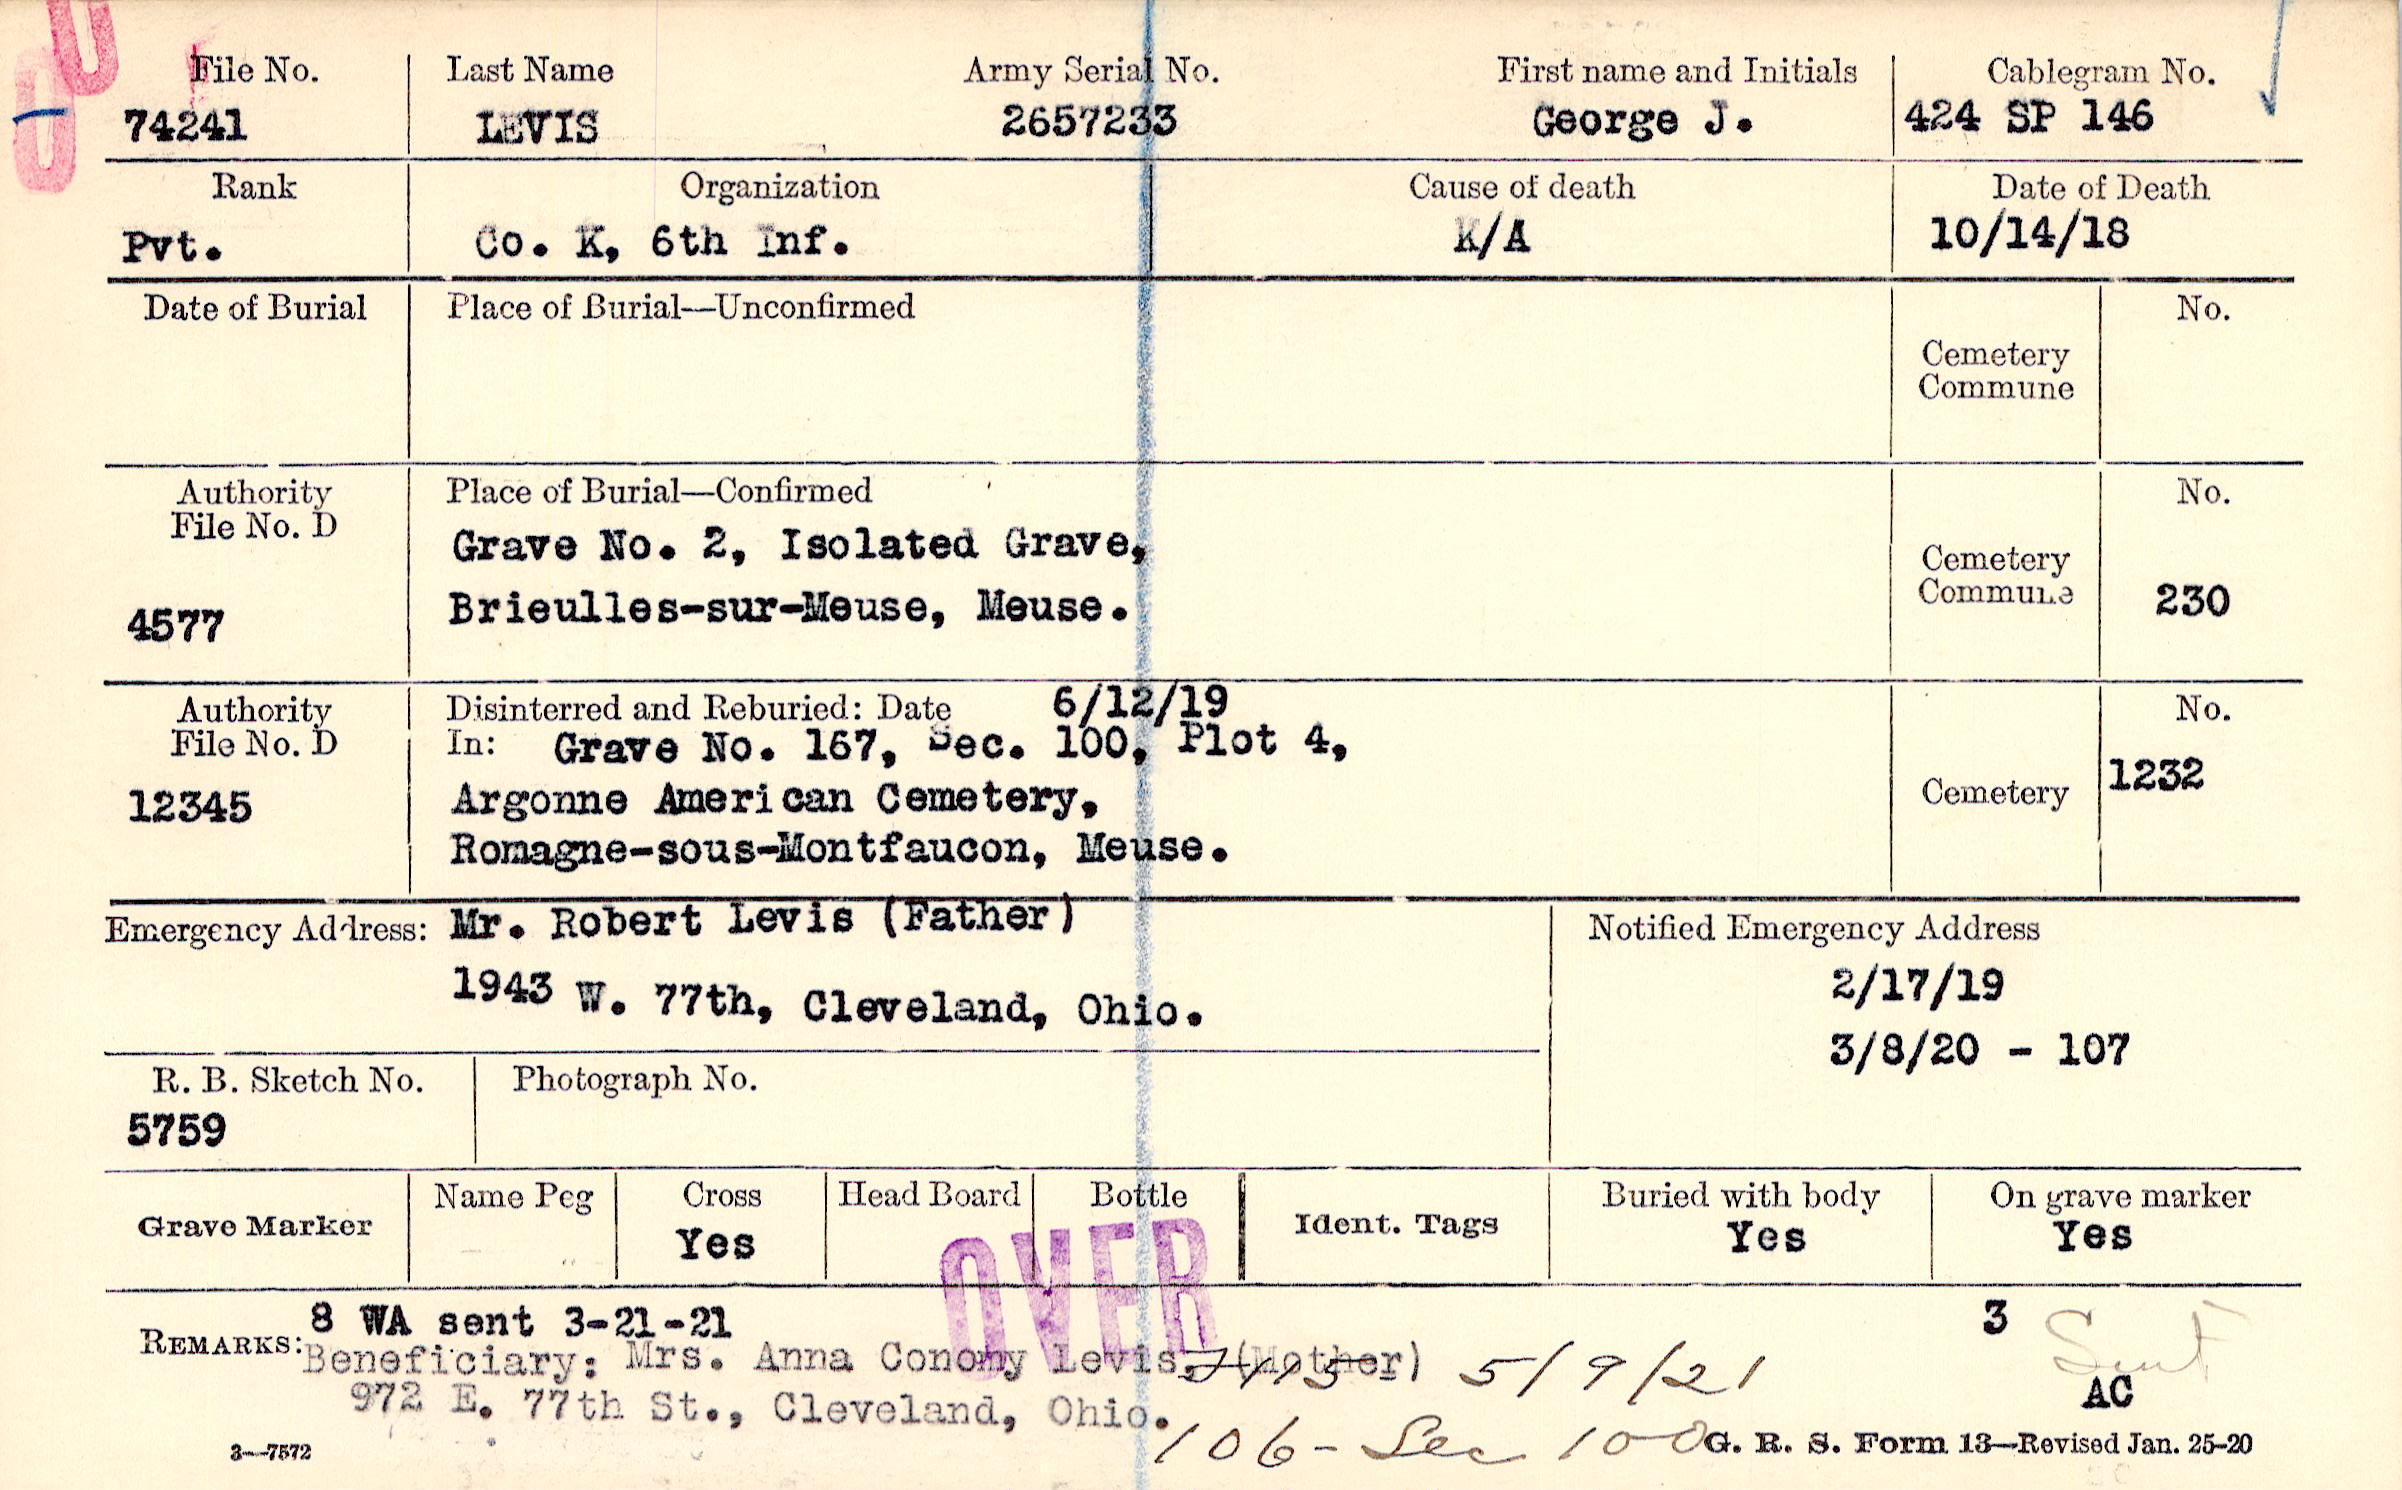 File No. Last Name Army Serial No. First name and Initials Cablegram No.
74241 LEVIS 2657233 George J. 424 SP 146
Rank Organization Cause of death Date of Death
Pvt. Co. K, 6th Inf. K/A 10/14/18
Date of Burial Place of Burial—Unconfirmed No.
Cemetery
Commune
Authority Place of Burial—Confirmed No.
File No. D
Grave No. 2, Isolated Grave,
Cemetery
Commune 230
4577 Brieulles-sur-Meuse, Meuse.
Authority Disinterred and Reburied: Date 6/12/19 No.
File No. D In: Grave No. 167, Sec. 100, Plot 4,
12345 Argonne American Cemetery, Cemetery 1232
Romagne-sous-Montfaucon, Meuse.
Emergency Address: Mr. Robert Levis (Father) Notified Emergency Address
1943 W. 77th, Cleveland, Ohio. 2/17/19
3/8/20 - 107
R. B. Sketch No. Photograph No.
5759
Grave Marker Name Peg Cross Head Board Bottle Ident. Tags Buried with body On grave marker
Yes Yes Yes
OVER
REMARKS: 8 WA sent 3-21-21 3 Sent
Beneficiary: Mrs. Anna Conomy Levis, (Mother) 5/9/21
972 E. 77th St., Cleveland, Ohio. AC
106- Sec 100
3—7572 G. R. S. Form 13—Revised Jan. 25-20